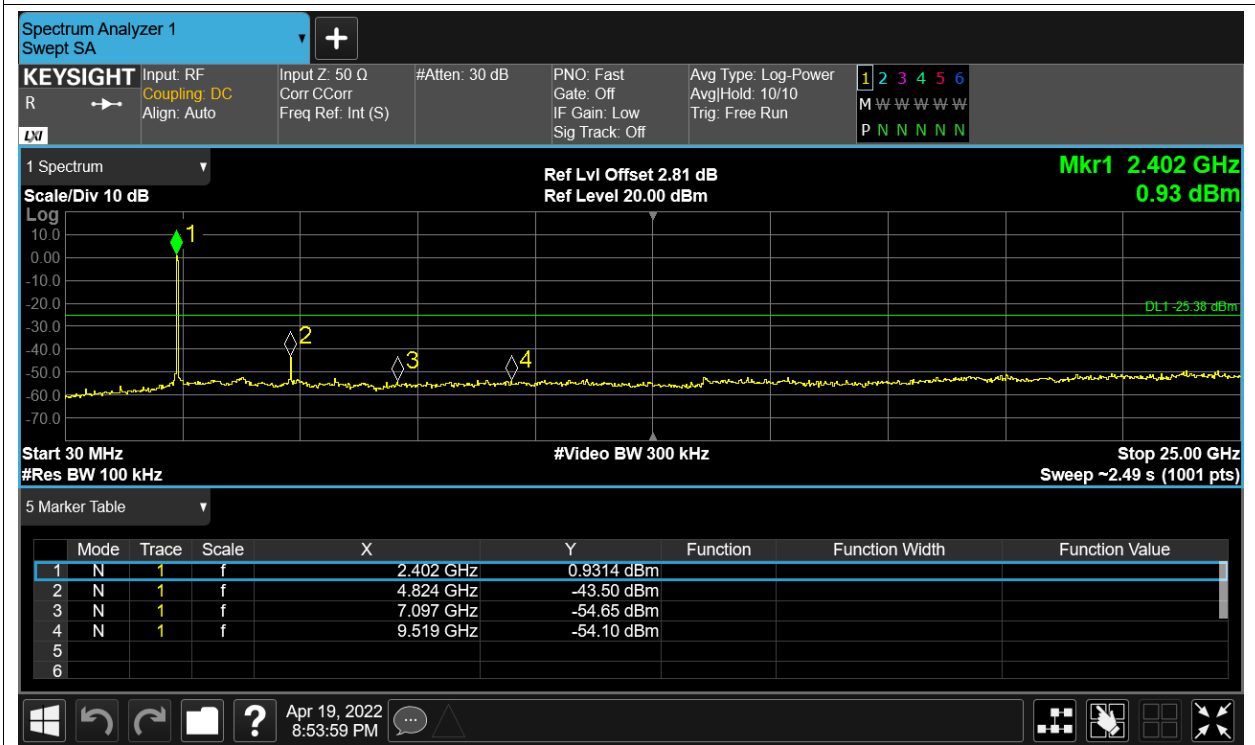 Spectrum Analyzer 1
Swept SA
KEYSIGHT Input: RF Input Z: 50 Ω #Atten: 30 dB PNO: Fast Avg Type: Log-Power 1 2 3 4 5 6
R Coupling: DC Corr CCorr Gate: Off Avg|Hold: 10/10 M W W W W W
Align: Auto Freq Ref: Int (S) IF Gain: Low Trig: Free Run
LXI Sig Track: Off P N N N N N
1 Spectrum Ref Lvl Offset 2.81 dB Mkr1 2.402 GHz
Scale/Div 10 dB Ref Level 20.00 dBm 0.93 dBm
Log
10.0 1
0.00
-10.0
-20.0 DL1 -25.38 dBm
-30.0 2
-40.0 3 4
-50.0
-60.0
-70.0
Start 30 MHz #Video BW 300 kHz Stop 25.00 GHz
#Res BW 100 kHz Sweep ~2.49 s (1001 pts)
5 Marker Table
Mode Trace Scale X Y Function Function Width Function Value
1 N 1 f 2.402 GHz 0.9314 dBm
2 N 1 f 4.824 GHz -43.50 dBm
3 N 1 f 7.097 GHz -54.65 dBm
4 N 1 f 9.519 GHz -54.10 dBm
5
6
? Apr 19, 2022
8:53:59 PM